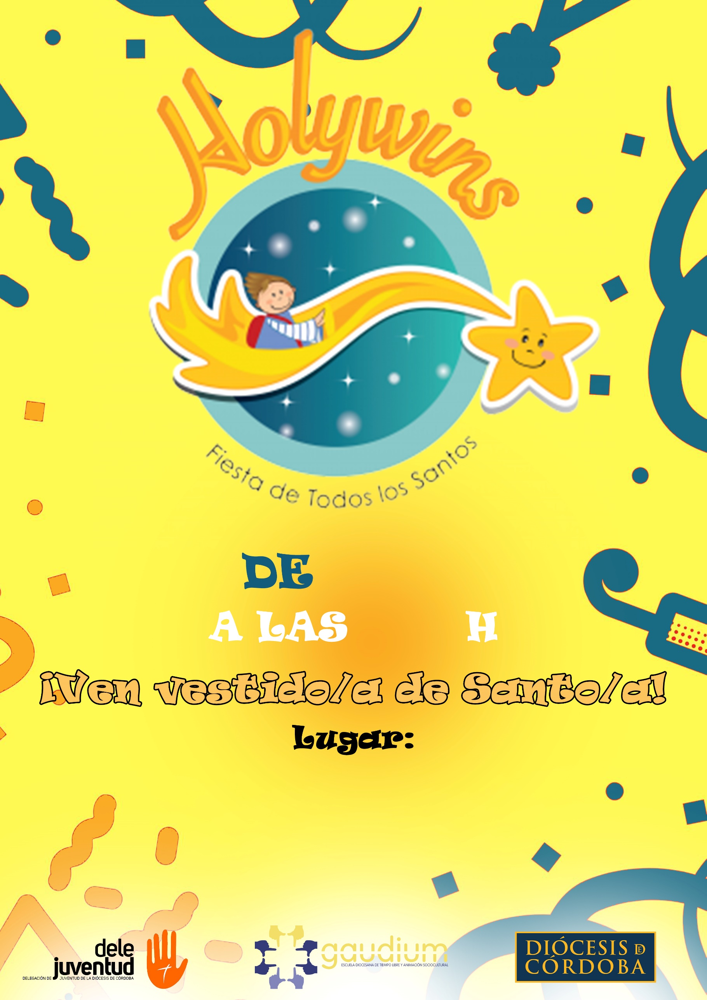 Holywins
Fiesta de Todos los Santos
DE
A LAS H
¡Ven vestido/a de Santo/a!
Lugar:
dele
juventud
DELEGACIÓN DE JUVENTUD DE LA DIÓCESIS DE CÓRDOBA
gaudium
ESCUELA DIOCESANA DE TIEMPO LIBRE Y ANIMACIÓN SOCIOCULTURAL
DIÓCESIS DE
CÓRDOBA